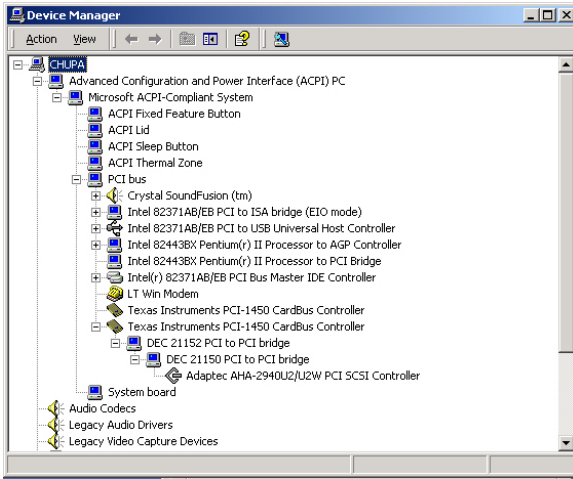 Device Manager
Action View
CHUPA
Advanced Configuration and Power Interface (ACPI) PC
Microsoft ACPI-Compliant System
ACPI Fixed Feature Button
ACPI Lid
ACPI Sleep Button
ACPI Thermal Zone
PCI bus
Crystal SoundFusion (tm)
Intel 82371AB/EB PCI to ISA bridge (EIO mode)
Intel 82371AB/EB PCI to USB Universal Host Controller
Intel 82443BX Pentium(r) II Processor to AGP Controller
Intel 82443BX Pentium(r) II Processor to PCI Bridge
Intel(r) 82371AB/EB PCI Bus Master IDE Controller
LT Win Modem
Texas Instruments PCI-1450 CardBus Controller
Texas Instruments PCI-1450 CardBus Controller
DEC 21152 PCI to PCI bridge
DEC 21150 PCI to PCI bridge
Adaptec AHA-2940U2/U2W PCI SCSI Controller
System board
Audio Codecs
Legacy Audio Drivers
Legacy Video Capture Devices